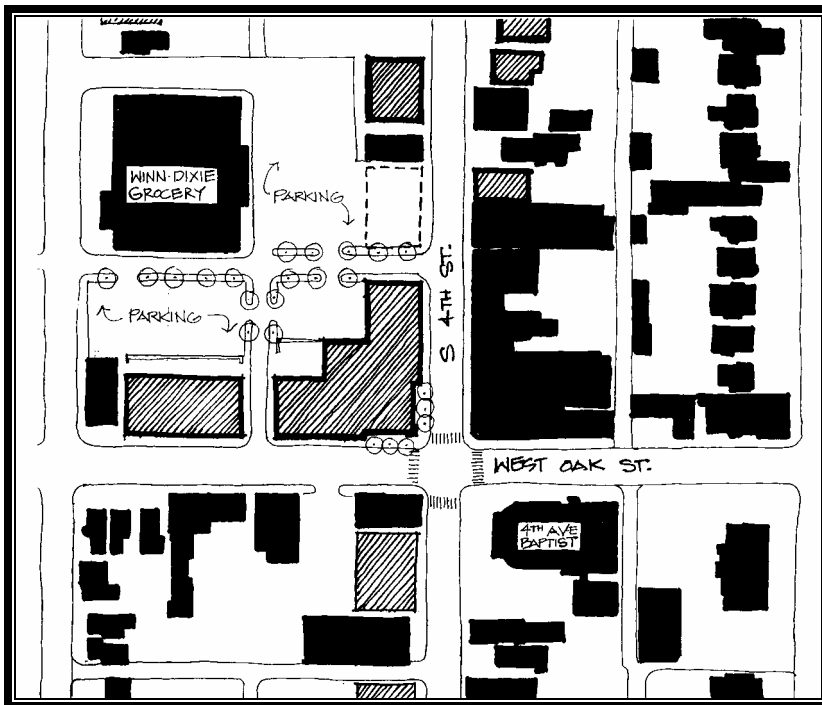 WINN-DIXIE
GROCERY
PARKING
S 4TH ST.
PARKING
WEST OAK ST.
4TH AVE
BAPTIST